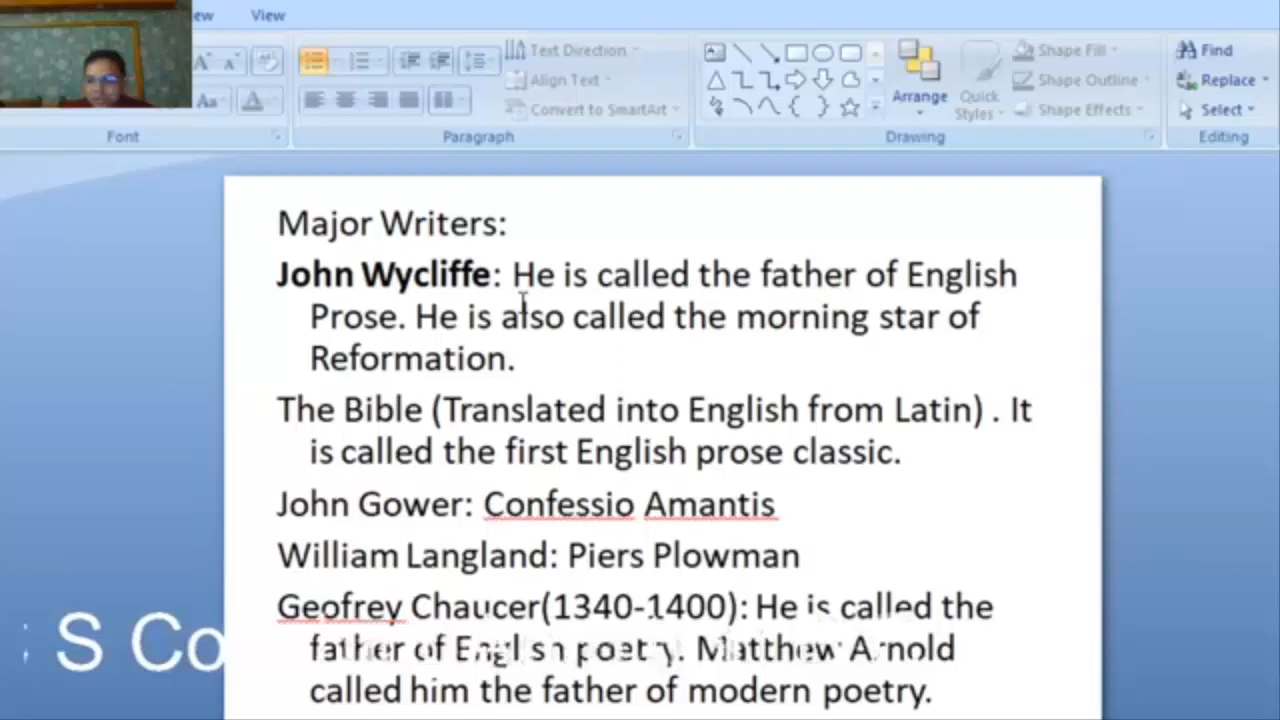 ew View
Text Direction
Find
Shape Fill
Align Text
Shape Outline
Replace
Aa
A
Convert to SmartArt
Arrange
Quick Styles
Shape Effects
Select
Font
Paragraph
Drawing
Editing
Major Writers:
John Wycliffe: He is called the father of English
Prose. He is also called the morning star of
Reformation.
The Bible (Translated into English from Latin) . It
is called the first English prose classic.
John Gower: Confessio Amantis
William Langland: Piers Plowman
Geofrey Chaucer(1340-1400): He is called the
father of English poetry. Matthew Arnold
called him the father of modern poetry.
S Co